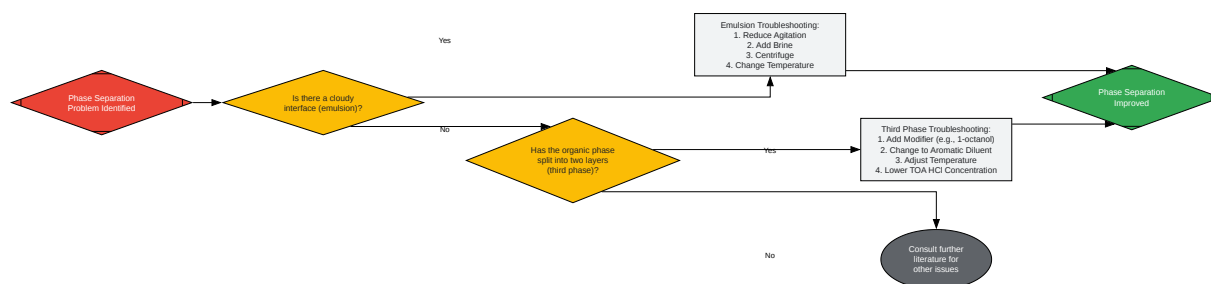 Phase Separation
Problem Identified
Is there a cloudy
interface (emulsion)?
Yes
No
Emulsion Troubleshooting:
1. Reduce Agitation
2. Add Brine
3. Centrifuge
4. Change Temperature
Has the organic phase
split into two layers
(third phase)?
Yes
No
Third Phase Troubleshooting:
1. Add Modifier (e.g., 1-octanol)
2. Change to Aromatic Diluent
3. Adjust Temperature
4. Lower TOA HCl Concentration
Phase Separation
Improved
Consult further
literature for
other issues